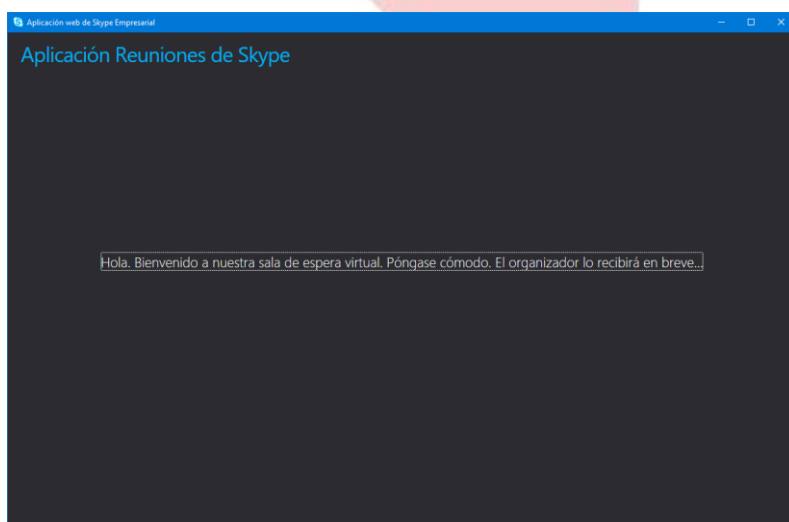 Aplicación web de Skype Empresarial
Aplicación Reuniones de Skype
Hola. Bienvenido a nuestra sala de espera virtual. Póngase cómodo. El organizador lo recibirá en breve...